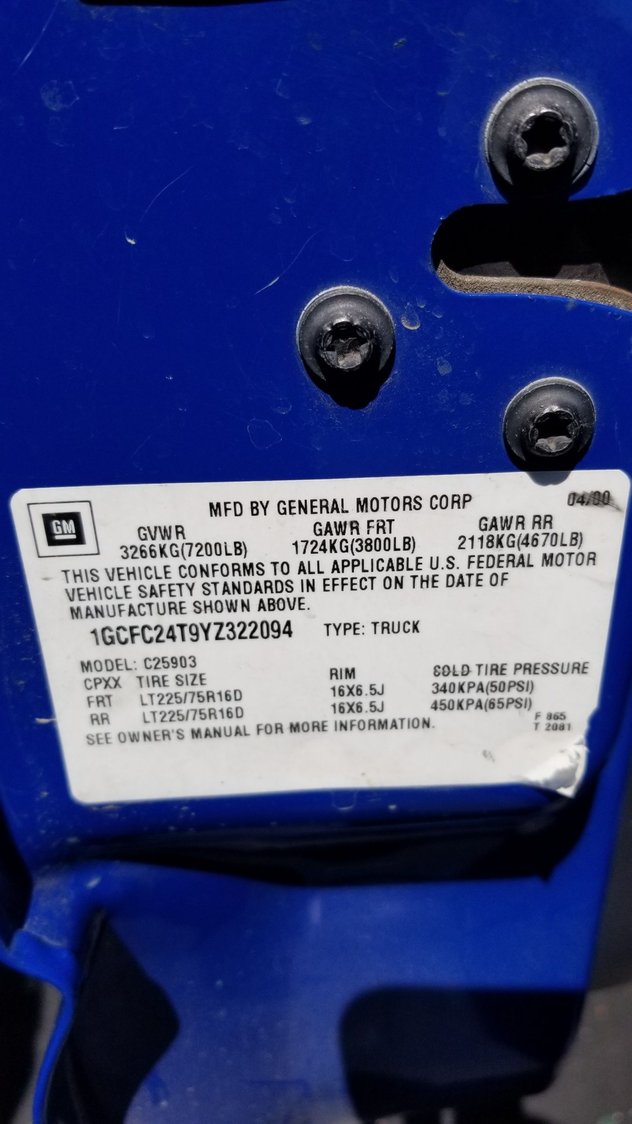 MFD BY GENERAL MOTORS CORP 04/00
GM
GVWR GAWR FRT GAWR RR
3266KG(7200LB) 1724KG(3800LB) 2118KG(4670LB)
THIS VEHICLE CONFORMS TO ALL APPLICABLE U.S. FEDERAL MOTOR
VEHICLE SAFETY STANDARDS IN EFFECT ON THE DATE OF
MANUFACTURE SHOWN ABOVE.
1GCFC24T9YZ322094 TYPE: TRUCK
MODEL: C25903
CPXX TIRE SIZE RIM COLD TIRE PRESSURE
FRT LT225/75R16D 16X6.5J 340KPA(50PSI)
RR LT225/75R16D 16X6.5J 450KPA(65PSI)
SEE OWNER'S MANUAL FOR MORE INFORMATION. F 865
T 2081